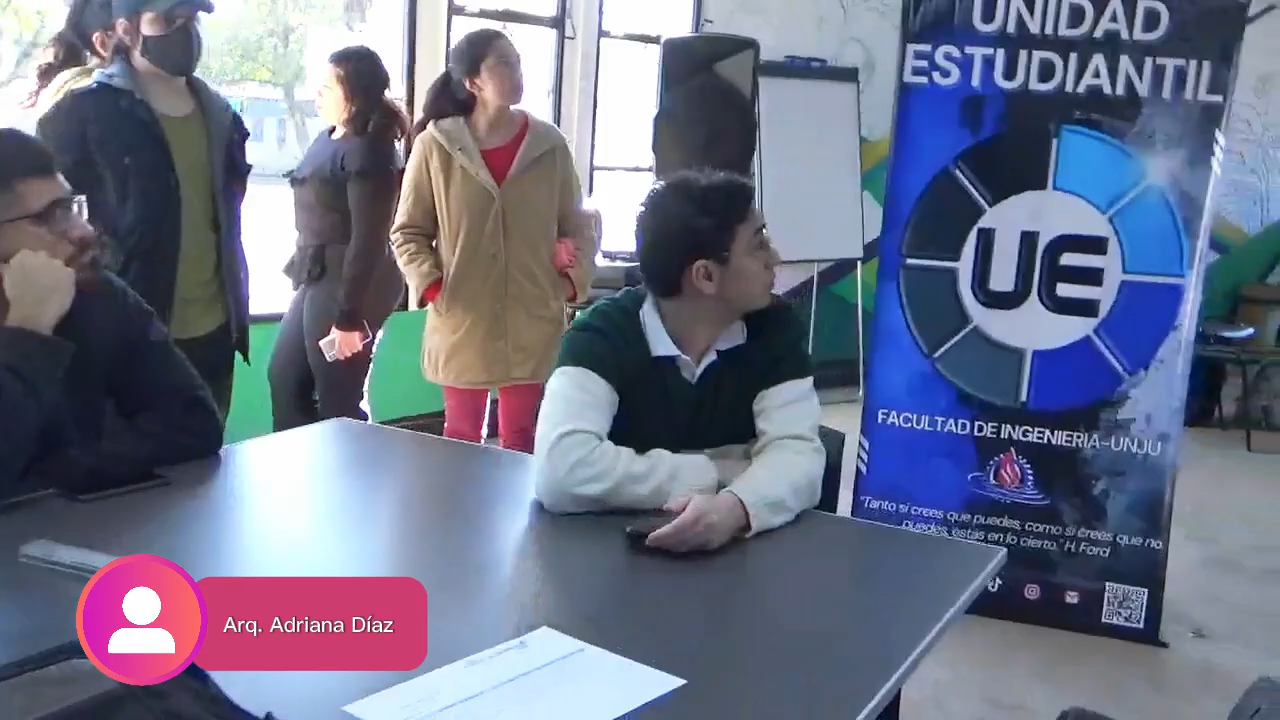 UNIDAD
ESTUDIANTIL
UE
FACULTAD DE INGENIERIA-UNJU
"Tanto si crees que puedes, como si crees que no
puedes, estás en lo cierto." H. Ford
Arq. Adriana Díaz